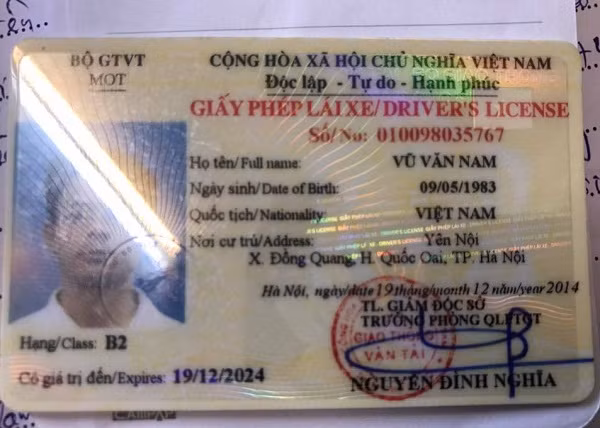 BỘ GTVT
MOT
CỘNG HÒA XÃ HỘI CHỦ NGHĨA VIỆT NAM
Độc lập - Tự do - Hạnh phúc
GIẤY PHÉP LÁI XE/ DRIVER'S LICENSE
Số/ No: 010098035767
Họ tên/ Full name: VŨ VĂN NAM
Ngày sinh/ Date of Birth: 09/05/1983
Quốc tịch/ Nationality VIỆT NAM
Nơi cư trú/Address: Yên Nội
X. Đồng Quang, H. Quốc Oai, TP. Hà Nội
Hà Nội, ngày/date 19 tháng/month 12 năm/year 2014
TL. GIÁM ĐỐC SỞ
TRƯỞNG PHÒNG QLPTGT
GIAO THÔNG
VẬN TẢI
NGUYỄN ĐÌNH NGHĨA
Hạng/Class: B2
Có giá trị đến/Expires: 19/12/2024